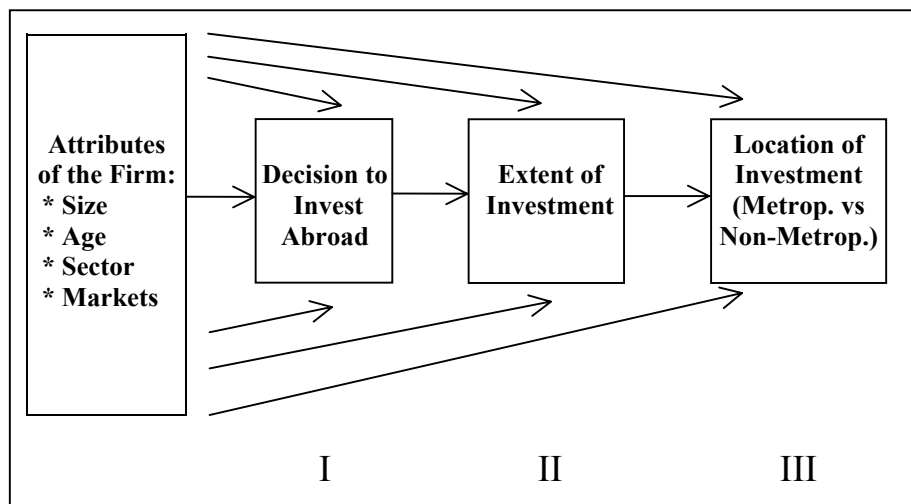 Attributes
of the Firm:
* Size
* Age
* Sector
* Markets
Decision to
Invest
Abroad
Extent of
Investment
Location of
Investment
(Metrop. vs
Non-Metrop.)
I
II
III